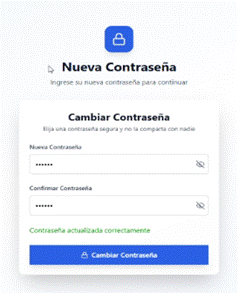 Nueva Contraseña
Ingrese su nueva contraseña para continuar
Cambiar Contraseña
Elija una contraseña segura y no la comparta con nadie
Nueva Contraseña
••••••
Confirmar Contraseña
••••••
Contraseña actualizada correctamente
Cambiar Contraseña